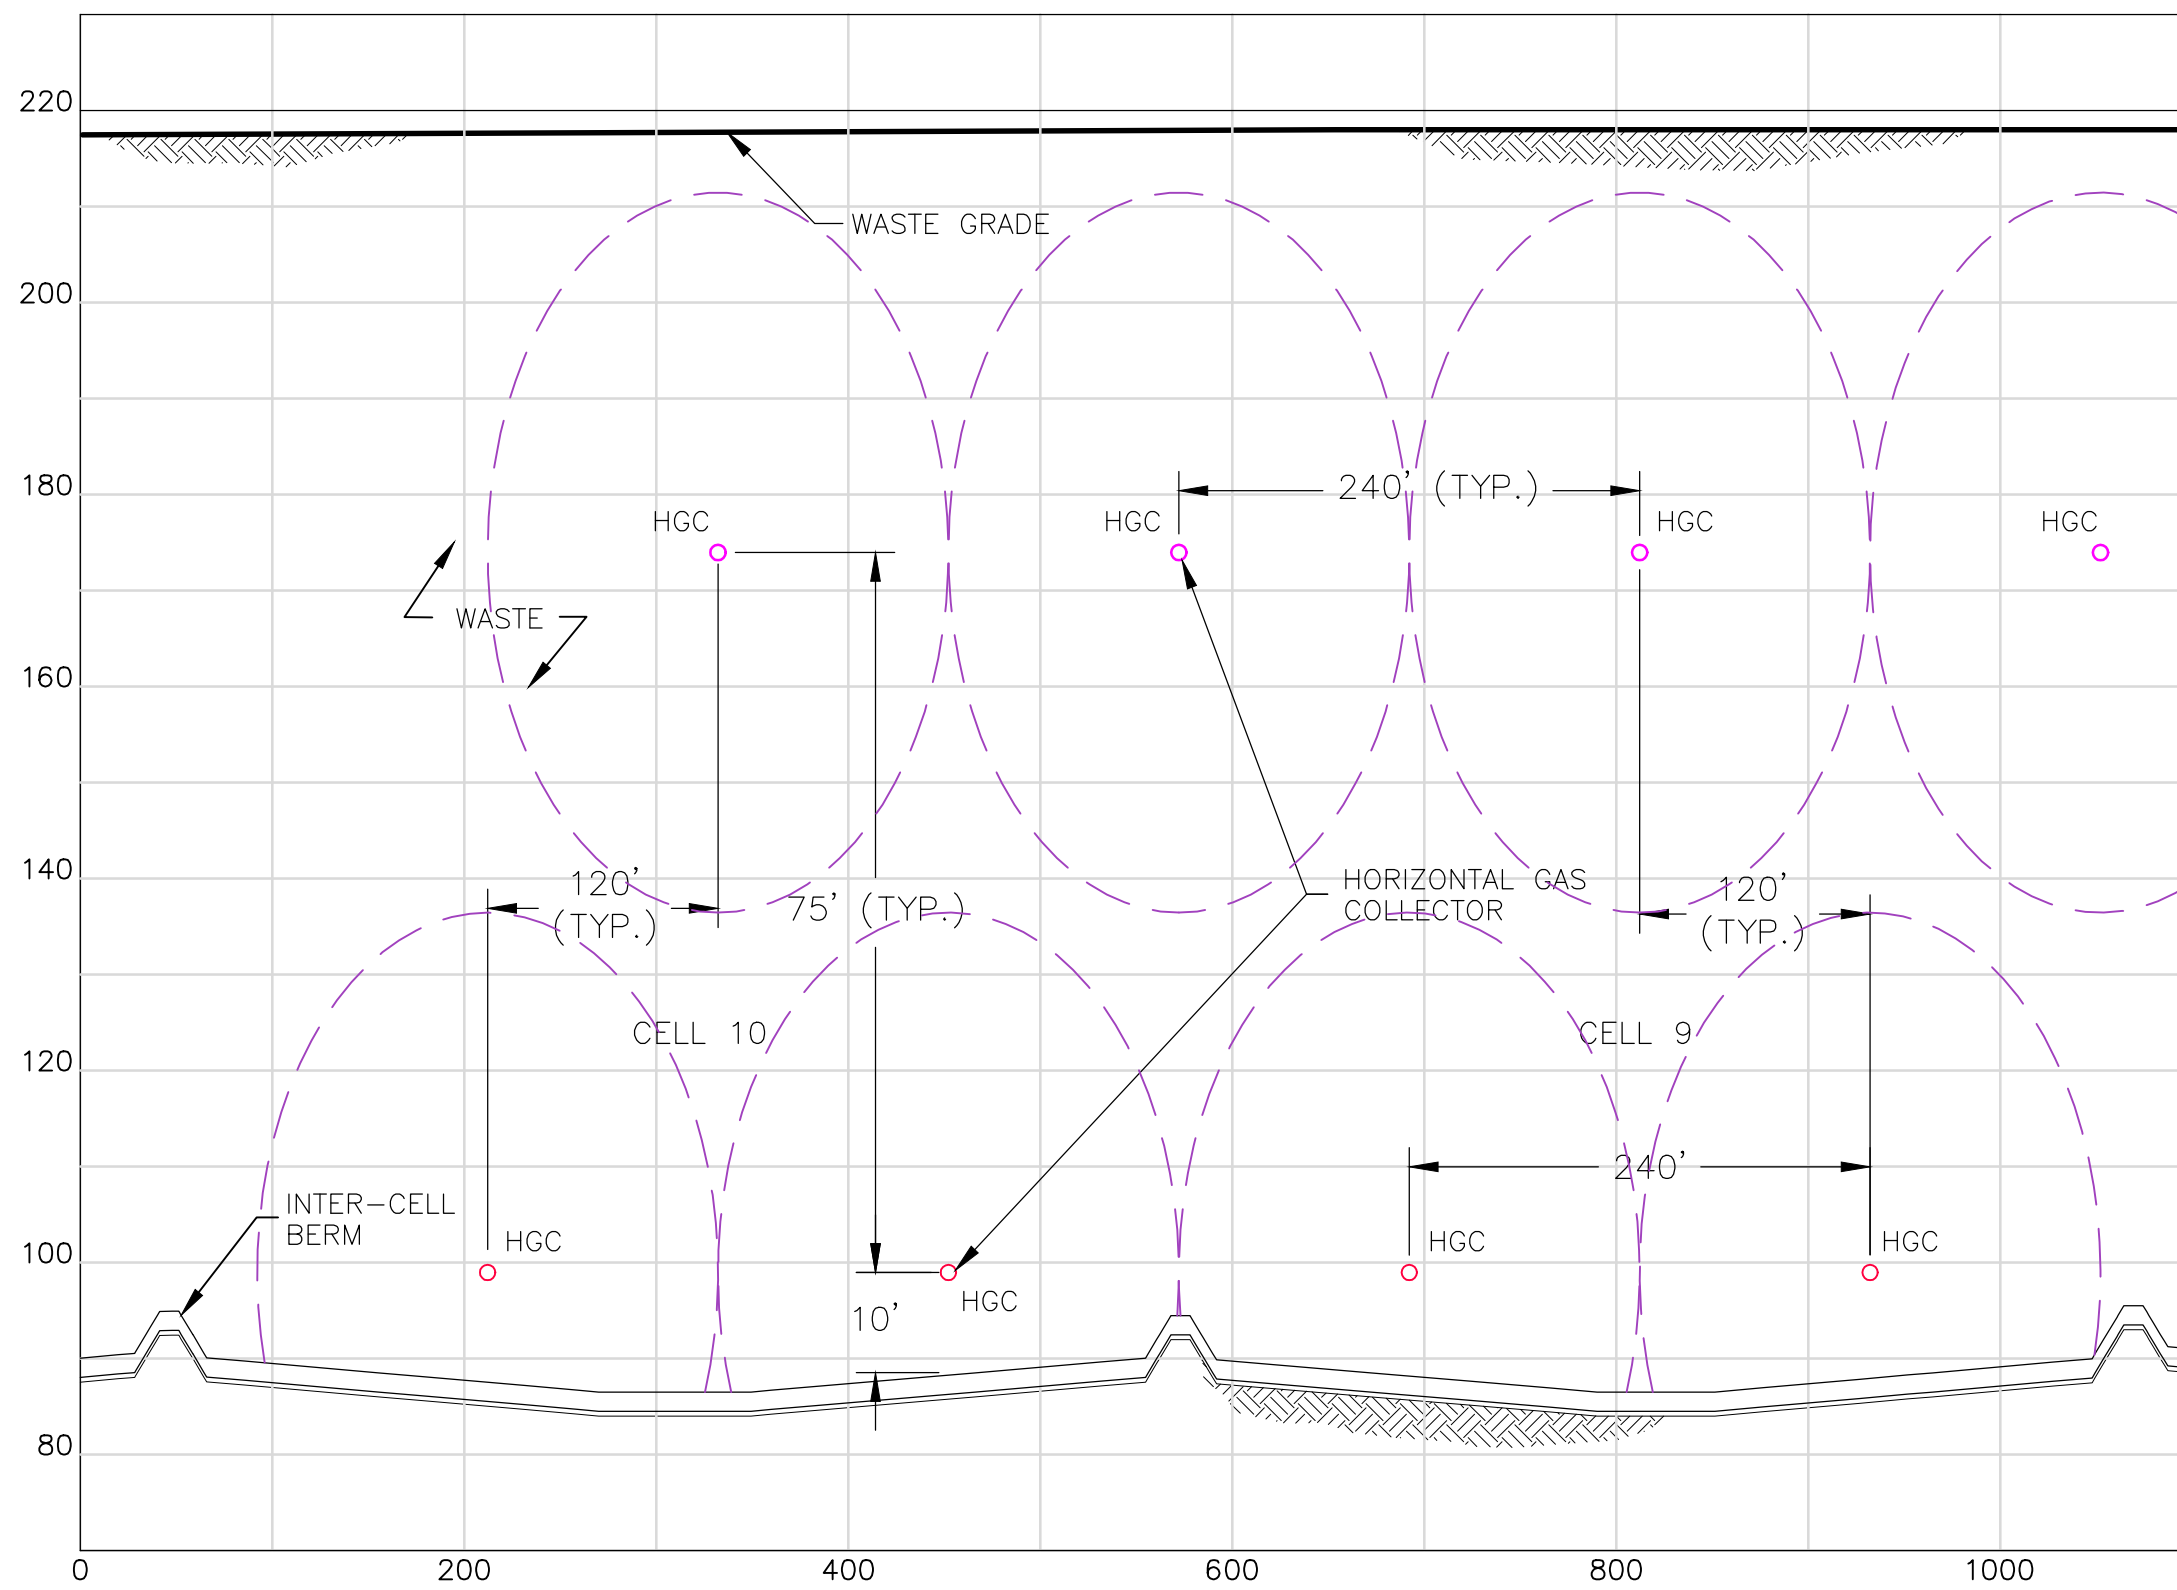 220
WASTE GRADE
200
180
240' (TYP.)
HGC
HGC
HGC
HGC
WASTE
160
140
120'
(TYP.)
75' (TYP.)
HORIZONTAL GAS
COLLECTOR
120'
(TYP.)
CELL 10
CELL 9
120
240'
INTER-CELL
BERM
HGC
HGC
HGC
100
HGC
10'
80
0
200
400
600
800
1000